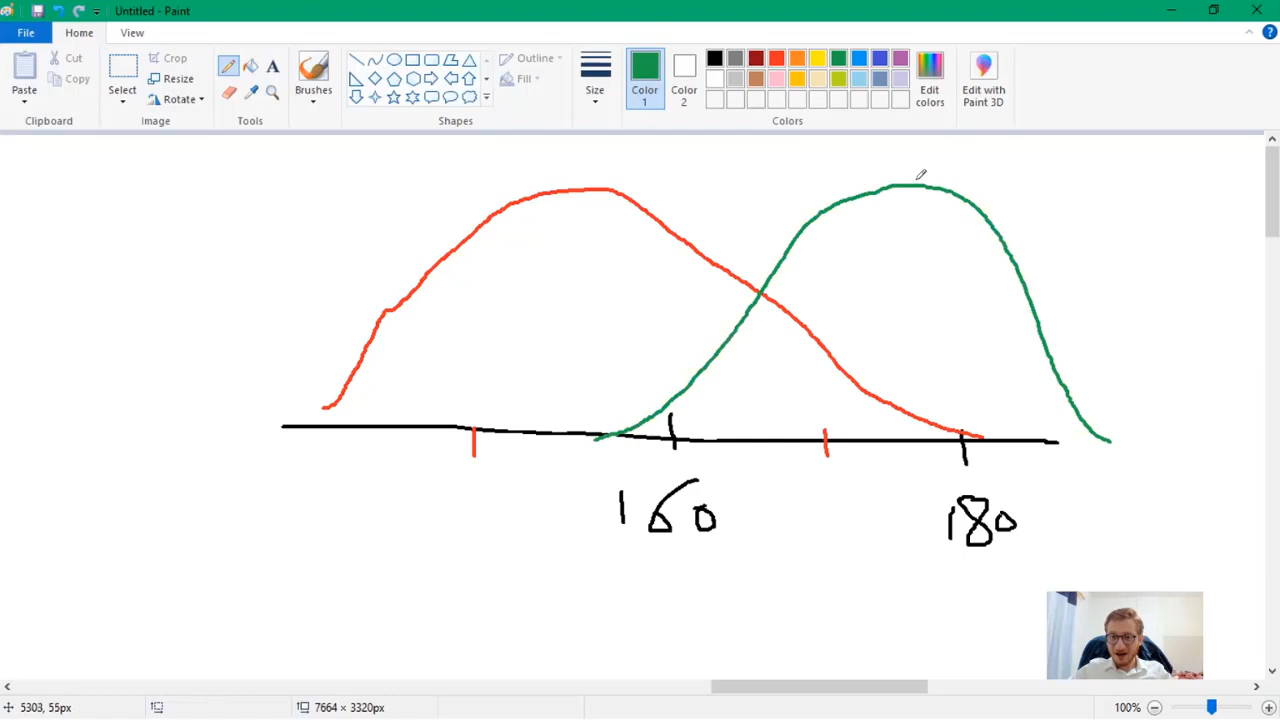 Untitled - Paint
File Home View
Paste
Cut
Copy
Clipboard
Select
Crop
Resize
Rotate
Image
A
Tools
Brushes
Shapes
Outline
Fill
Size
Color 1
Color 2
Colors
Edit colors
Edit with Paint 3D
160 180
5303, 55px
7664 × 3320px
100%